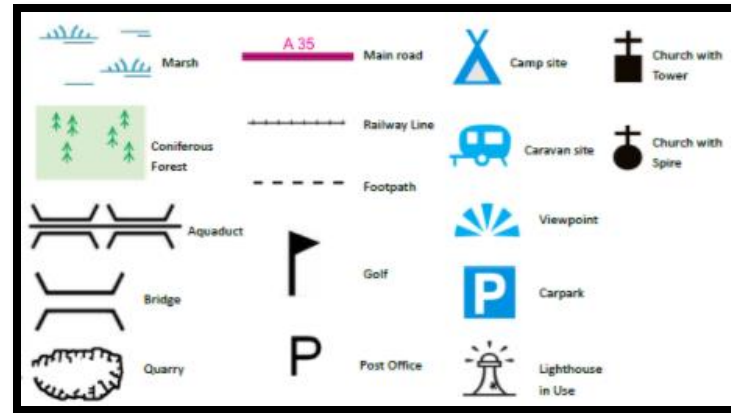 Marsh
Coniferous
Forest
Aquaduct
Bridge
Quarry
A 35
Main road
Railway Line
Footpath
Golf
P
Post Office
Camp site
Caravan site
Viewpoint
P
Carpark
Lighthouse
in Use
Church with
Tower
Church with
Spire